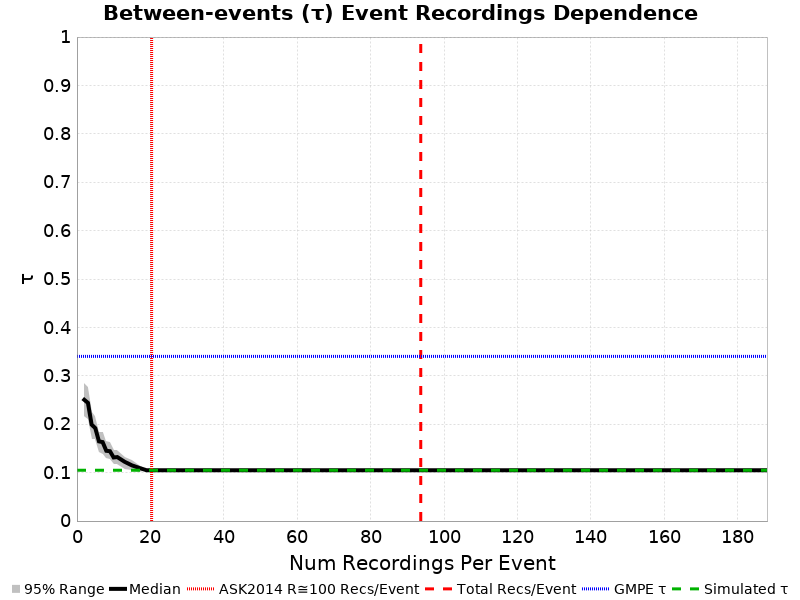 Between-events (τ) Event Recordings Dependence
1
0.9
0.8
0.7
0.6
0.5
0.4
0.3
0.2
0.1
0
τ
0 20 40 60 80 100 120 140 160 180
Num Recordings Per Event
95% Range Median ASK2014 R≅100 Recs/Event Total Recs/Event GMPE τ Simulated τ